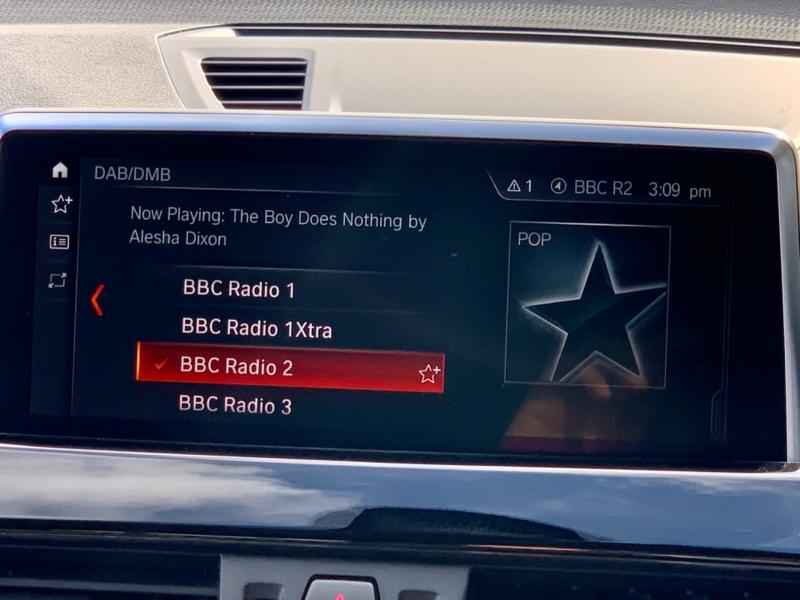 DAB/DMB
1 BBC R2 3:09 pm
Now Playing: The Boy Does Nothing by
Alesha Dixon
POP
BBC Radio 1
BBC Radio 1Xtra
BBC Radio 2
BBC Radio 3